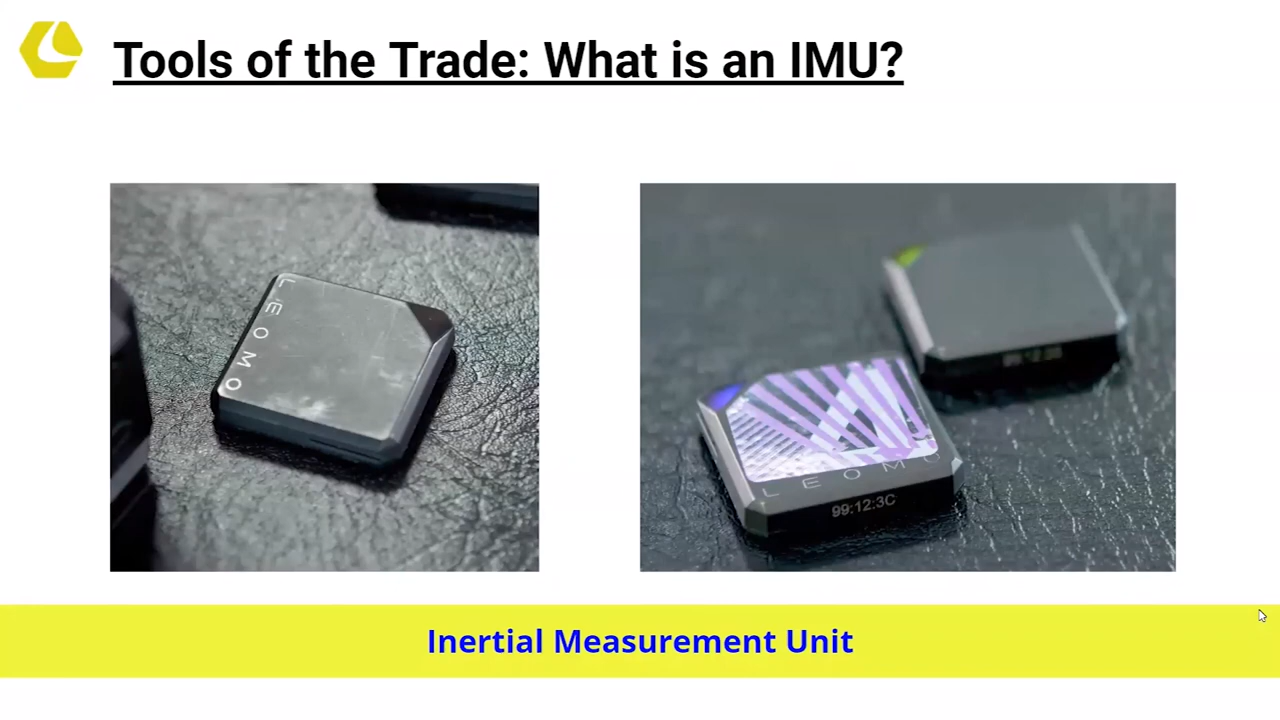 Tools of the Trade: What is an IMU?
LEOMO
LEOMO
99:12:3C
Inertial Measurement Unit